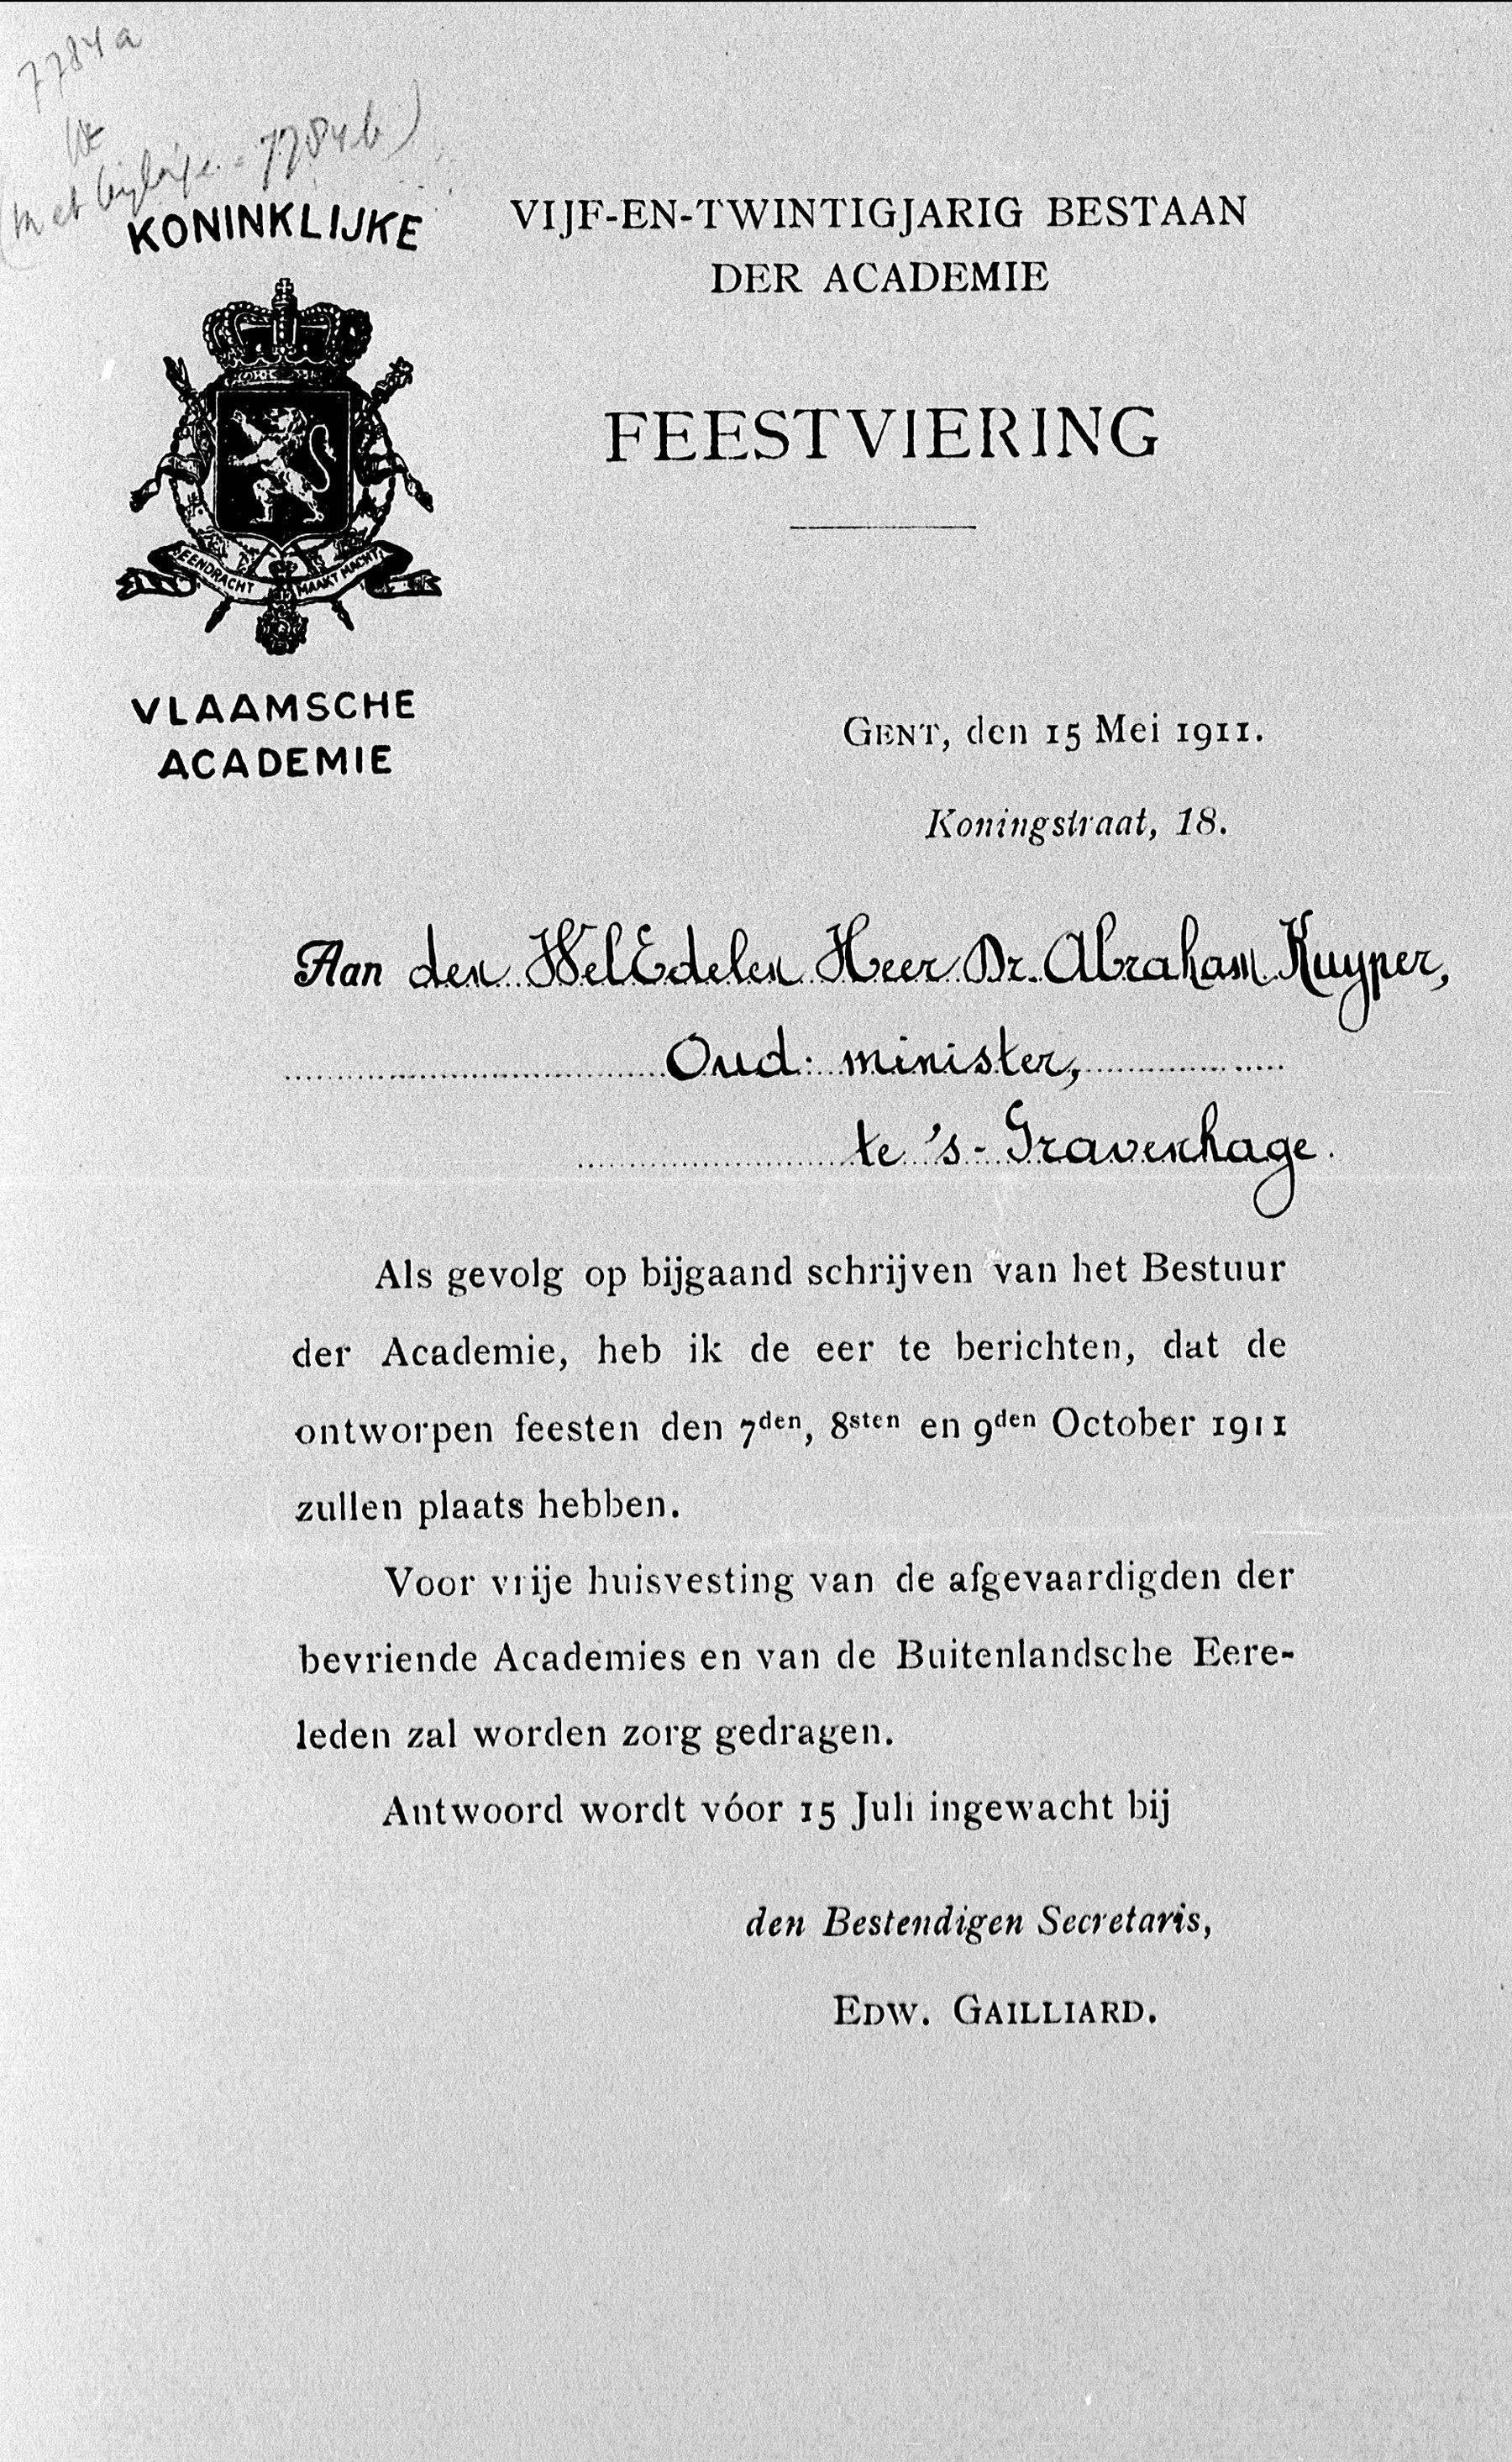 7784a
(met bijlage = 7784b)
KONINKLIJKE
EENDRACHT MAAKT MACHT
VLAAMSCHE
ACADEMIE
VIJF-EN-TWINTIGJARIG BESTAAN
DER ACADEMIE
FEESTVIERING
GENT, den 15 Mei 1911.
Koningstraat, 18.
Aan den WelEdelen Heer Dr. Abraham Kuyper,
Oud-minister,
te 's-Gravenhage.
Als gevolg op bijgaand schrijven van het Bestuur
der Academie, heb ik de eer te berichten, dat de
ontworpen feesten den 7den, 8sten en 9den October 1911
zullen plaats hebben.
Voor vrije huisvesting van de afgevaardigden der
bevriende Academies en van de Buitenlandsche Eere-
leden zal worden zorg gedragen.
Antwoord wordt vóor 15 Juli ingewacht bij
den Bestendigen Secretaris,
EDW. GAILLIARD.